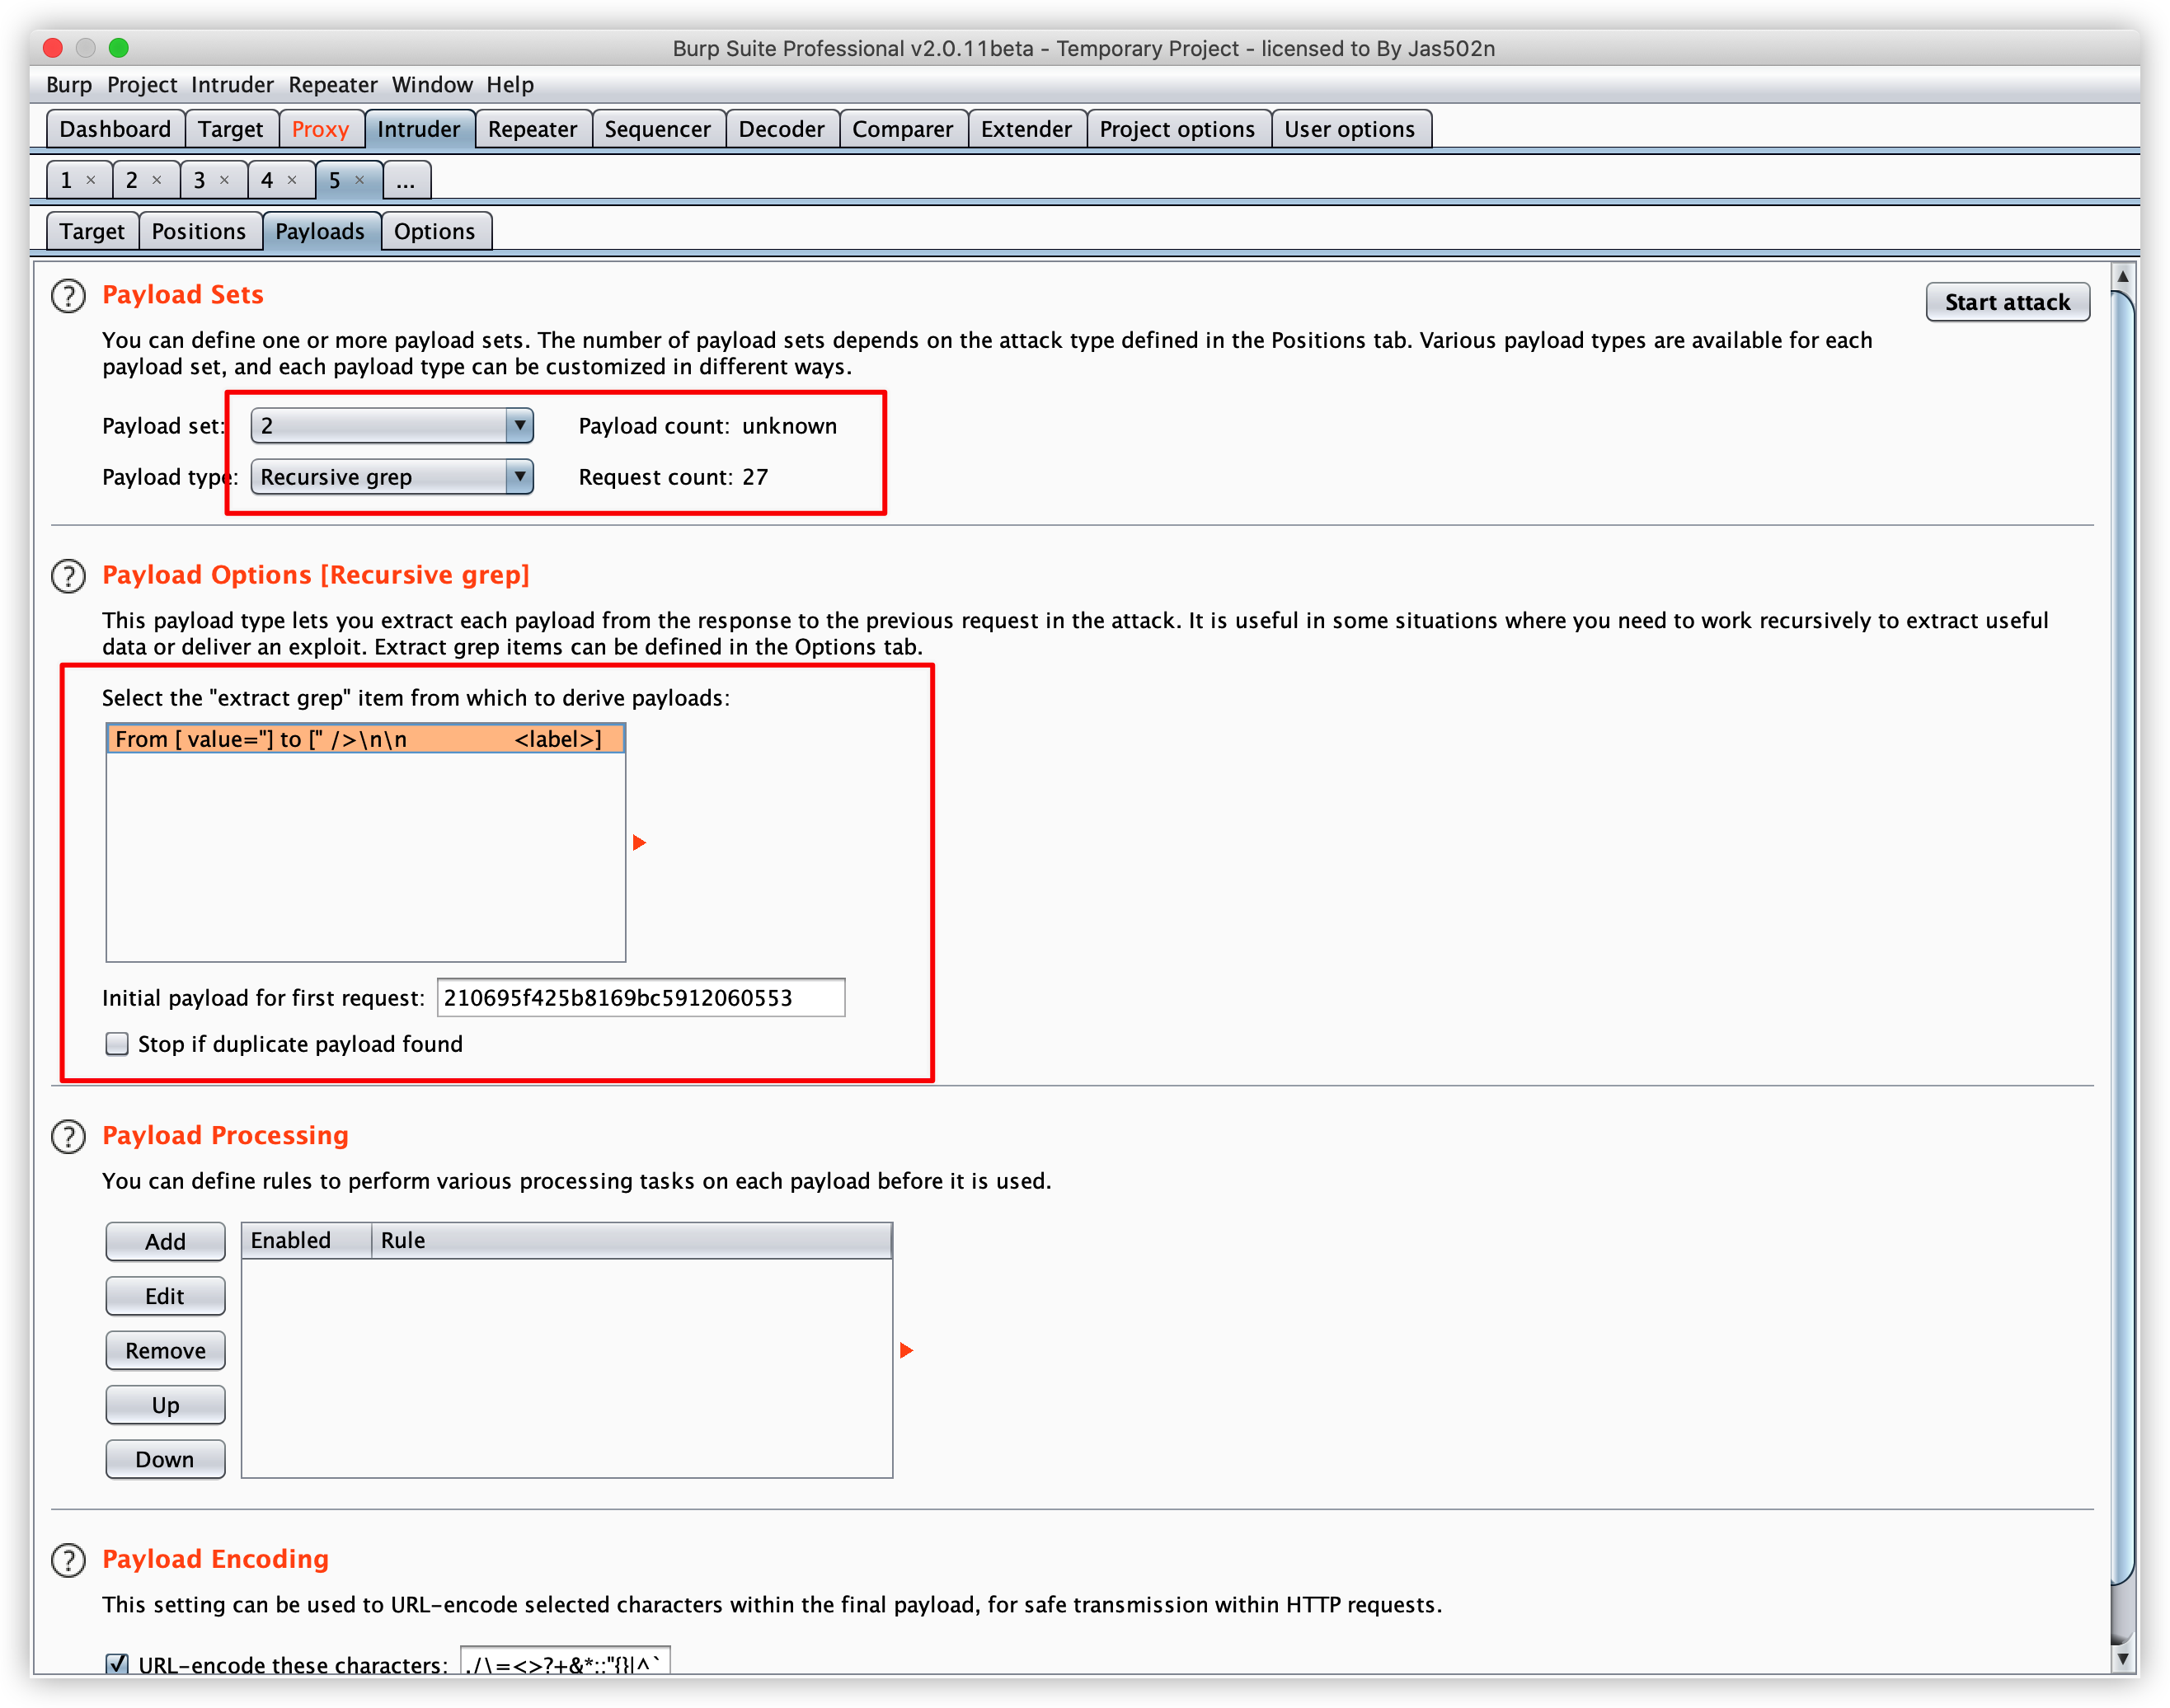 Burp Suite Professional v2.0.11beta - Temporary Project - licensed to By Jas502n
Burp Project Intruder Repeater Window Help
Dashboard Target Proxy Intruder Repeater Sequencer Decoder Comparer Extender Project options User options
1 × 2 × 3 × 4 × 5 × ...
Target Positions Payloads Options
? Payload Sets
Start attack
You can define one or more payload sets. The number of payload sets depends on the attack type defined in the Positions tab. Various payload types are available for each
payload set, and each payload type can be customized in different ways.
Payload set: 2 Payload count: unknown
Payload type: Recursive grep Request count: 27
? Payload Options [Recursive grep]
This payload type lets you extract each payload from the response to the previous request in the attack. It is useful in some situations where you need to work recursively to extract useful
data or deliver an exploit. Extract grep items can be defined in the Options tab.
Select the "extract grep" item from which to derive payloads:
From [ value="] to [" />\n\n <label>]
Initial payload for first request: 210695f425b8169bc5912060553
Stop if duplicate payload found
? Payload Processing
You can define rules to perform various processing tasks on each payload before it is used.
Add
Enabled Rule
Edit
Remove
Up
Down
? Payload Encoding
This setting can be used to URL-encode selected characters within the final payload, for safe transmission within HTTP requests.
URL-encode these characters: ./\=<>?+&*;:"{}|^`